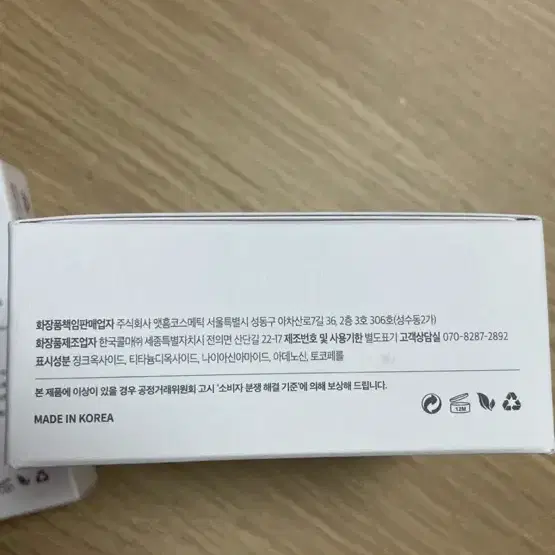 화장품책임판매업자 주식회사 앳홈코스메틱 서울특별시 성동구 아차산로7길 36, 2층 3호 306호(성수동2가)
화장품제조업자 한국콜마㈜ 세종특별자치시 전의면 산단길 22-17 제조번호 및 사용기한 별도표기 고객상담실 070-8287-2892
표시성분 징크옥사이드, 티타늄디옥사이드, 나이아신아마이드, 아데노신, 토코페롤
본 제품에 이상이 있을 경우 공정거래위원회 고시 '소비자 분쟁 해결 기준'에 의해 보상해 드립니다.
MADE IN KOREA
12M